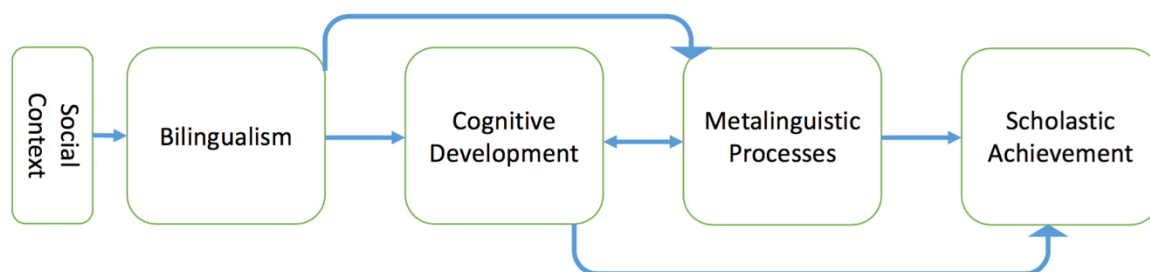 Social
Context
Bilingualism
Cognitive
Development
Metalinguistic
Processes
Scholastic
Achievement